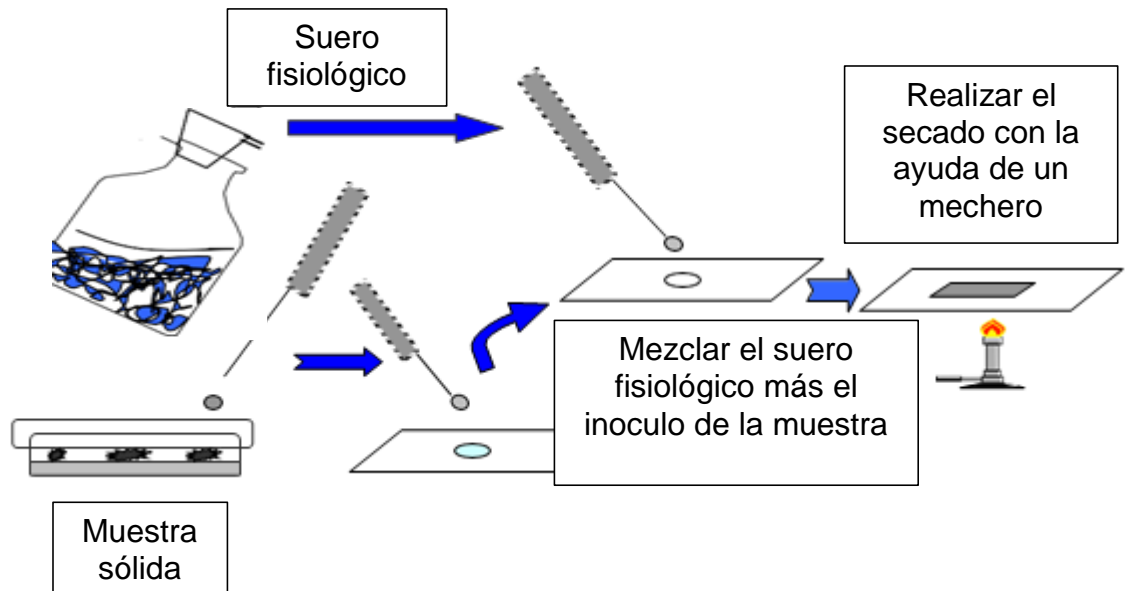 Suero
fisiológico
Realizar el
secado con la
ayuda de un
mechero
Mezclar el suero
fisiológico más el
inoculo de la muestra
Muestra
sólida